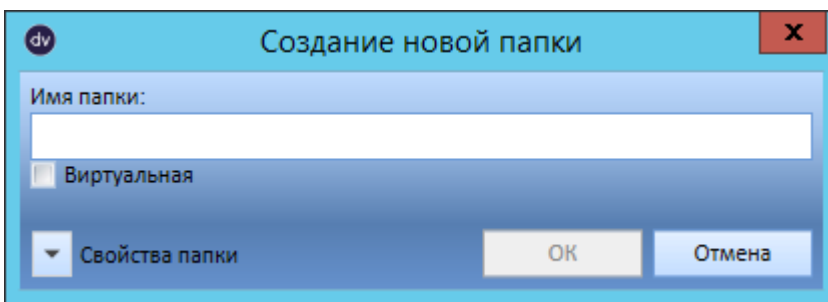 dv
Создание новой папки
x
Имя папки:
Виртуальная
Свойства папки
ОК
Отмена